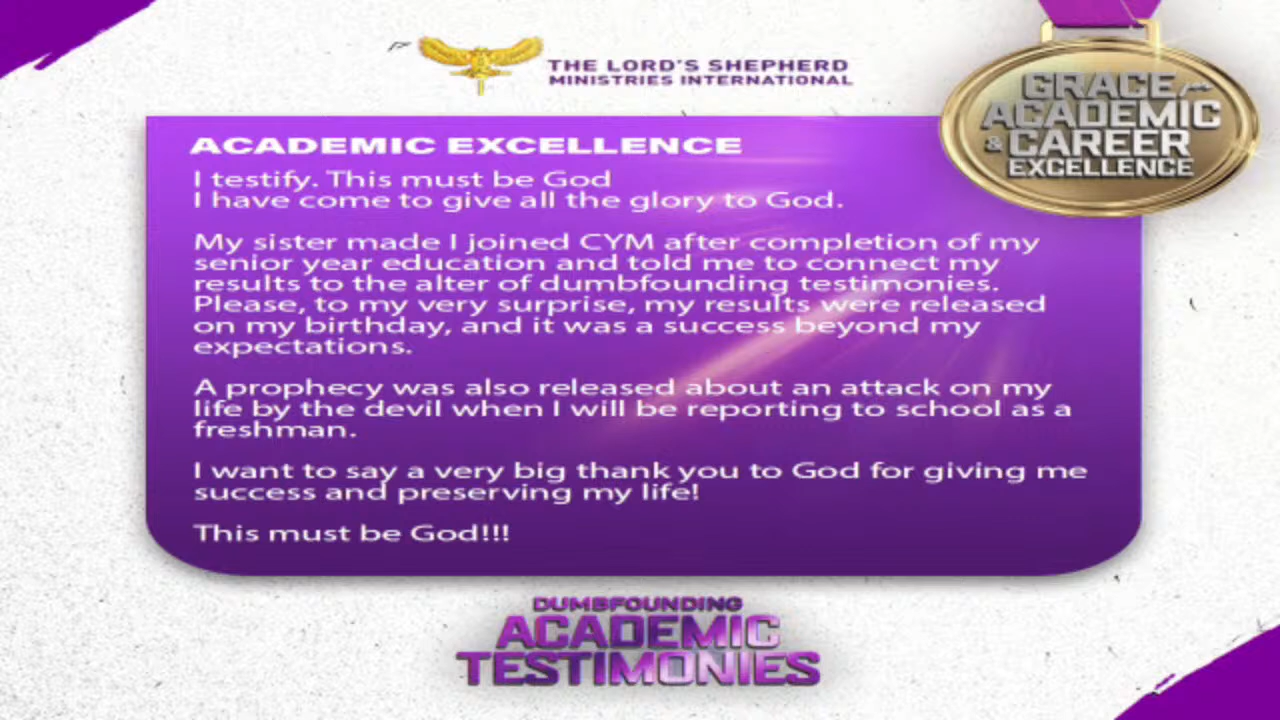 THE LORD'S SHEPHERD
MINISTRIES INTERNATIONAL
GRACE for
ACADEMIC
& CAREER
EXCELLENCE
ACADEMIC EXCELLENCE
I testify. This must be God
I have come to give all the glory to God.
My sister made I joined CYM after completion of my
senior year education and told me to connect my
results to the alter of dumbfounding testimonies.
Please, to my very surprise, my results were released
on my birthday, and it was a success beyond my
expectations.
A prophecy was also released about an attack on my
life by the devil when I will be reporting to school as a
freshman.
I want to say a very big thank you to God for giving me
success and preserving my life!
This must be God!!!
DUMBFOUNDING
ACADEMIC
TESTIMONIES